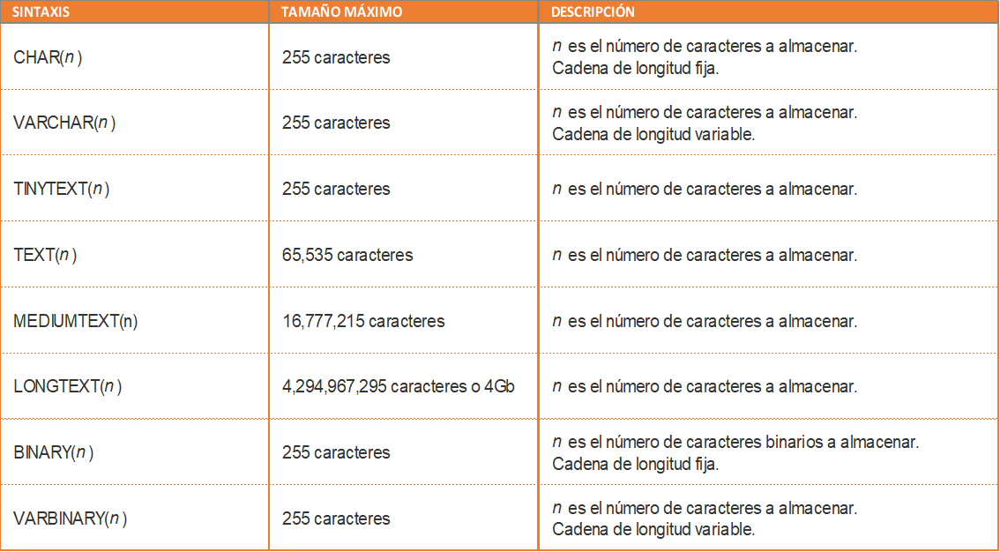 SINTAXIS TAMAÑO MÁXIMO DESCRIPCIÓN
CHAR(n) 255 caracteres n es el número de caracteres a almacenar.
Cadena de longitud fija.
VARCHAR(n) 255 caracteres n es el número de caracteres a almacenar.
Cadena de longitud variable.
TINYTEXT(n) 255 caracteres n es el número de caracteres a almacenar.
TEXT(n) 65,535 caracteres n es el número de caracteres a almacenar.
MEDIUMTEXT(n) 16,777,215 caracteres n es el número de caracteres a almacenar.
LONGTEXT(n) 4,294,967,295 caracteres o 4Gb n es el número de caracteres a almacenar.
BINARY(n) 255 caracteres n es el número de caracteres binarios a almacenar.
Cadena de longitud fija.
VARBINARY(n) 255 caracteres n es el número de caracteres a almacenar.
Cadena de longitud variable.